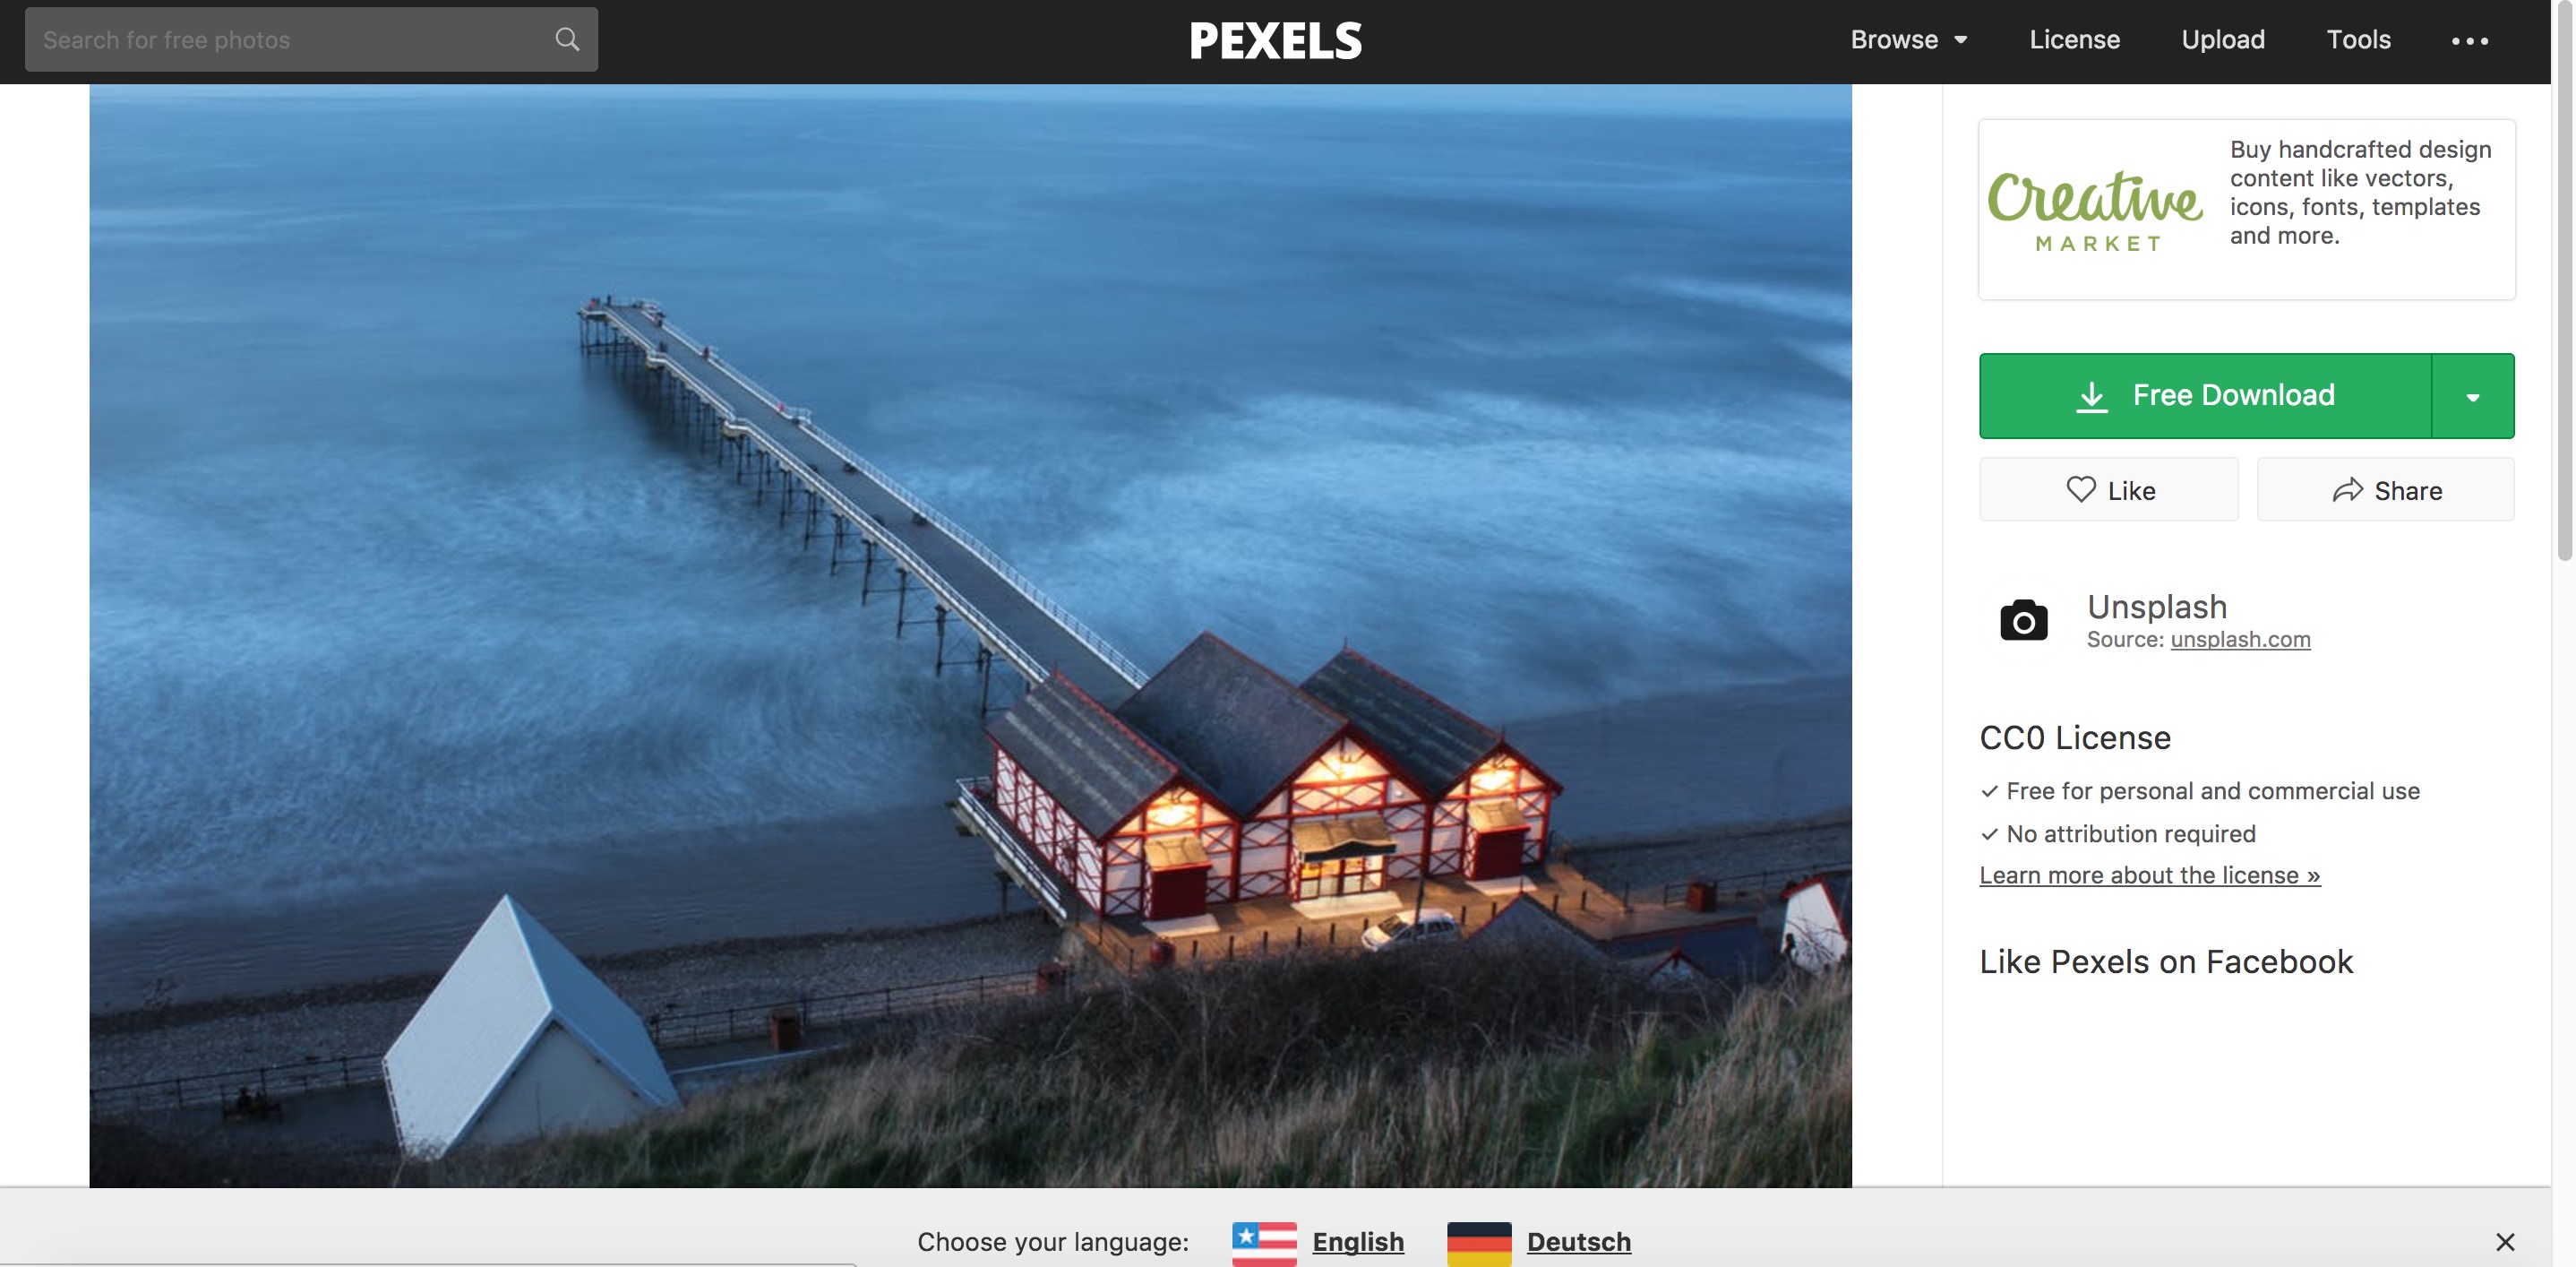 Search for free photos
PEXELS
Browse
License
Upload
Tools
Creative
MARKET
Buy handcrafted design
content like vectors,
icons, fonts, templates
and more.
Free Download
Like
Share
Unsplash
Source: unsplash.com
CC0 License
Free for personal and commercial use
No attribution required
Learn more about the license »
Like Pexels on Facebook
Choose your language:
English
Deutsch